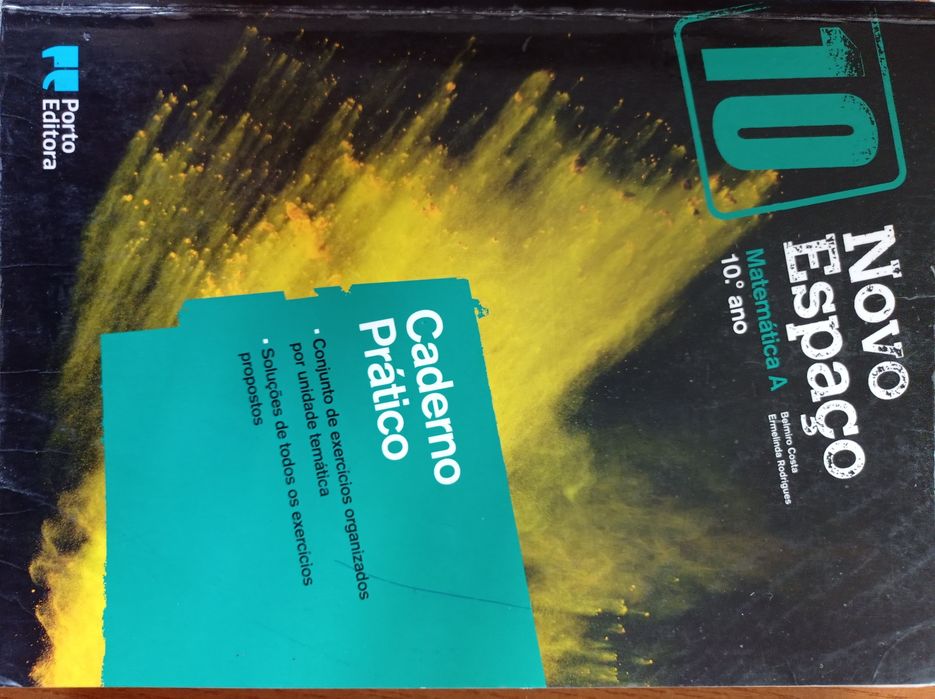 10
Novo
Espaço
Matemática A
10.º ano
Belmiro Costa
Ermelinda Rodrigues
Caderno
Prático
▪ Conjunto de exercícios organizados
por unidade temática
▪ Soluções de todos os exercícios
propostos
Porto
Editora